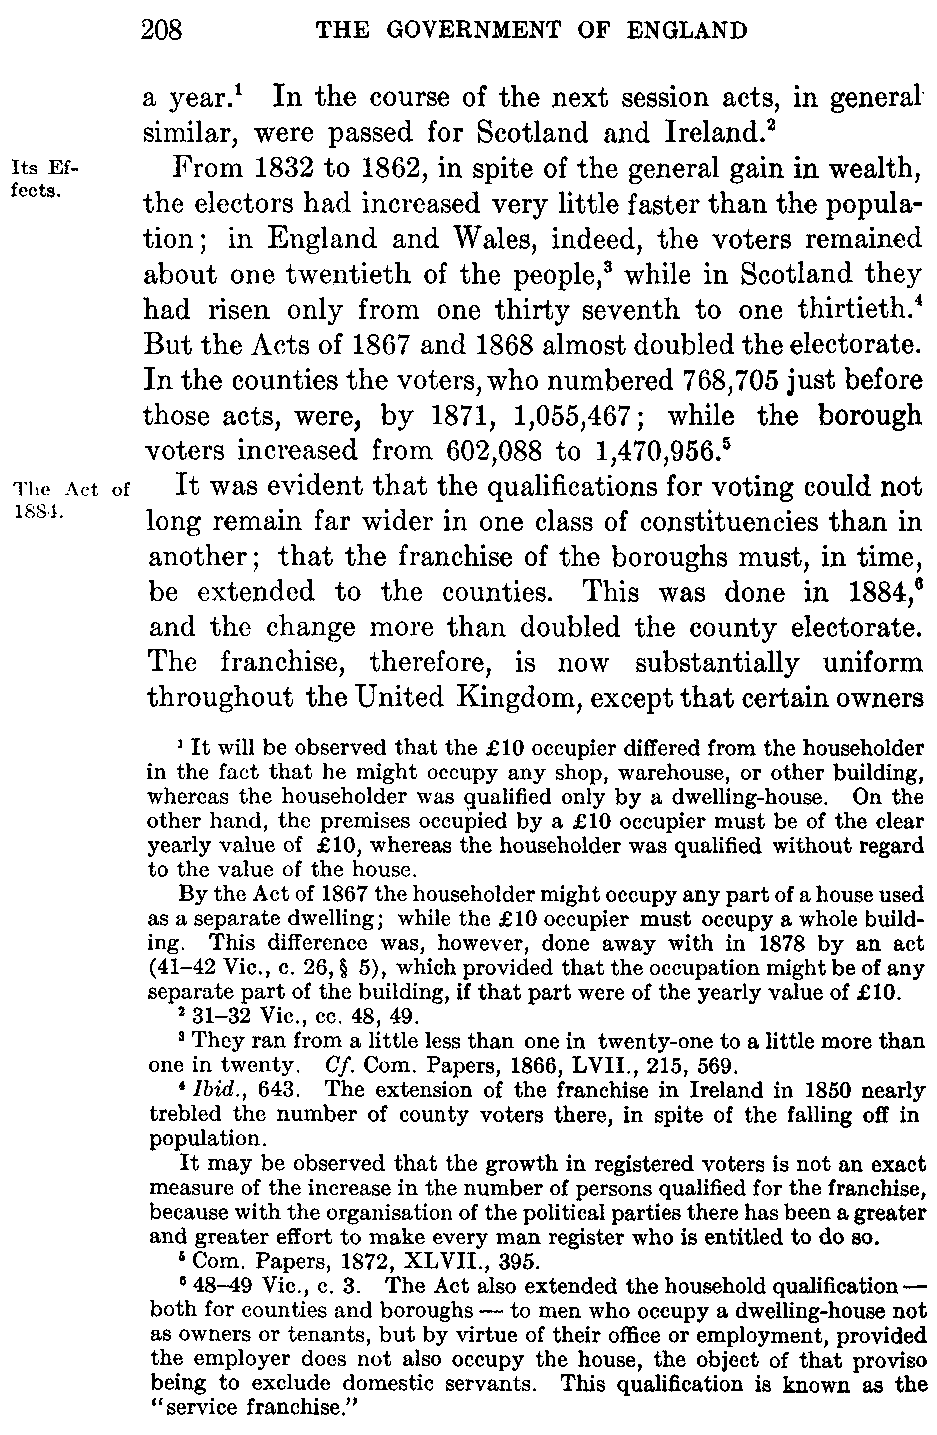 208 THE GOVERNMENT OF ENGLAND
a year.¹ In the course of the next session acts, in general
similar, were passed for Scotland and Ireland.²
Its Ef-
fects.
From 1832 to 1862, in spite of the general gain in wealth,
the electors had increased very little faster than the popula-
tion; in England and Wales, indeed, the voters remained
about one twentieth of the people,³ while in Scotland they
had risen only from one thirty seventh to one thirtieth.⁴
But the Acts of 1867 and 1868 almost doubled the electorate.
In the counties the voters, who numbered 768,705 just before
those acts, were, by 1871, 1,055,467; while the borough
voters increased from 602,088 to 1,470,956.⁵
The Act of
1884.
It was evident that the qualifications for voting could not
long remain far wider in one class of constituencies than in
another; that the franchise of the boroughs must, in time,
be extended to the counties. This was done in 1884,⁶
and the change more than doubled the county electorate.
The franchise, therefore, is now substantially uniform
throughout the United Kingdom, except that certain owners
¹ It will be observed that the £10 occupier differed from the householder
in the fact that he might occupy any shop, warehouse, or other building,
whereas the householder was qualified only by a dwelling-house. On the
other hand, the premises occupied by a £10 occupier must be of the clear
yearly value of £10, whereas the householder was qualified without regard
to the value of the house.
By the Act of 1867 the householder might occupy any part of a house used
as a separate dwelling; while the £10 occupier must occupy a whole build-
ing. This difference was, however, done away with in 1878 by an act
(41–42 Vic., c. 26, § 5), which provided that the occupation might be of any
separate part of the building, if that part were of the yearly value of £10.
² 31–32 Vic., cc. 48, 49.
³ They ran from a little less than one in twenty-one to a little more than
one in twenty. Cf. Com. Papers, 1866, LVII., 215, 569.
⁴ Ibid., 643. The extension of the franchise in Ireland in 1850 nearly
trebled the number of county voters there, in spite of the falling off in
population.
It may be observed that the growth in registered voters is not an exact
measure of the increase in the number of persons qualified for the franchise,
because with the organisation of the political parties there has been a greater
and greater effort to make every man register who is entitled to do so.
⁵ Com. Papers, 1872, XLVII., 395.
⁶ 48–49 Vic., c. 3. The Act also extended the household qualification —
both for counties and boroughs — to men who occupy a dwelling-house not
as owners or tenants, but by virtue of their office or employment, provided
the employer does not also occupy the house, the object of that proviso
being to exclude domestic servants. This qualification is known as the
"service franchise."